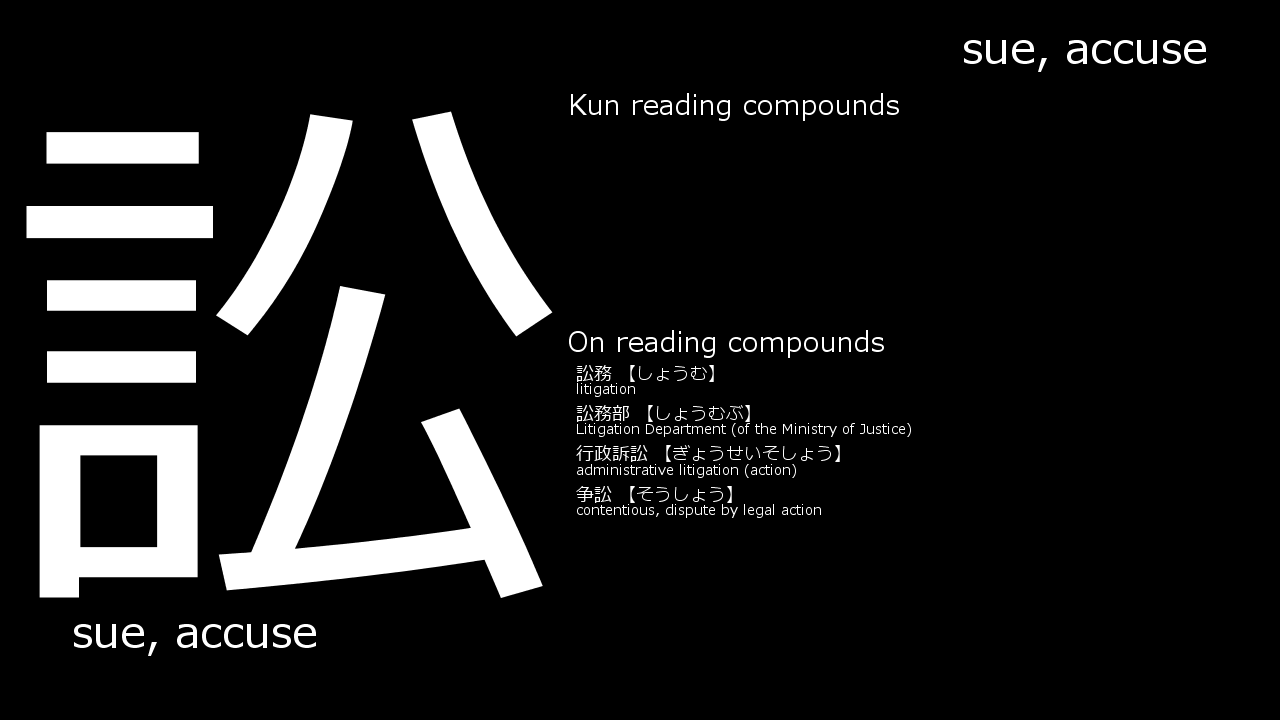 sue, accuse
訟
Kun reading compounds
On reading compounds
訟務 【しょうむ】
litigation
訟務部 【しょうむぶ】
Litigation Department (of the Ministry of Justice)
行政訴訟 【ぎょうせいそしょう】
administrative litigation (action)
争訟 【そうしょう】
contentious, dispute by legal action
sue, accuse